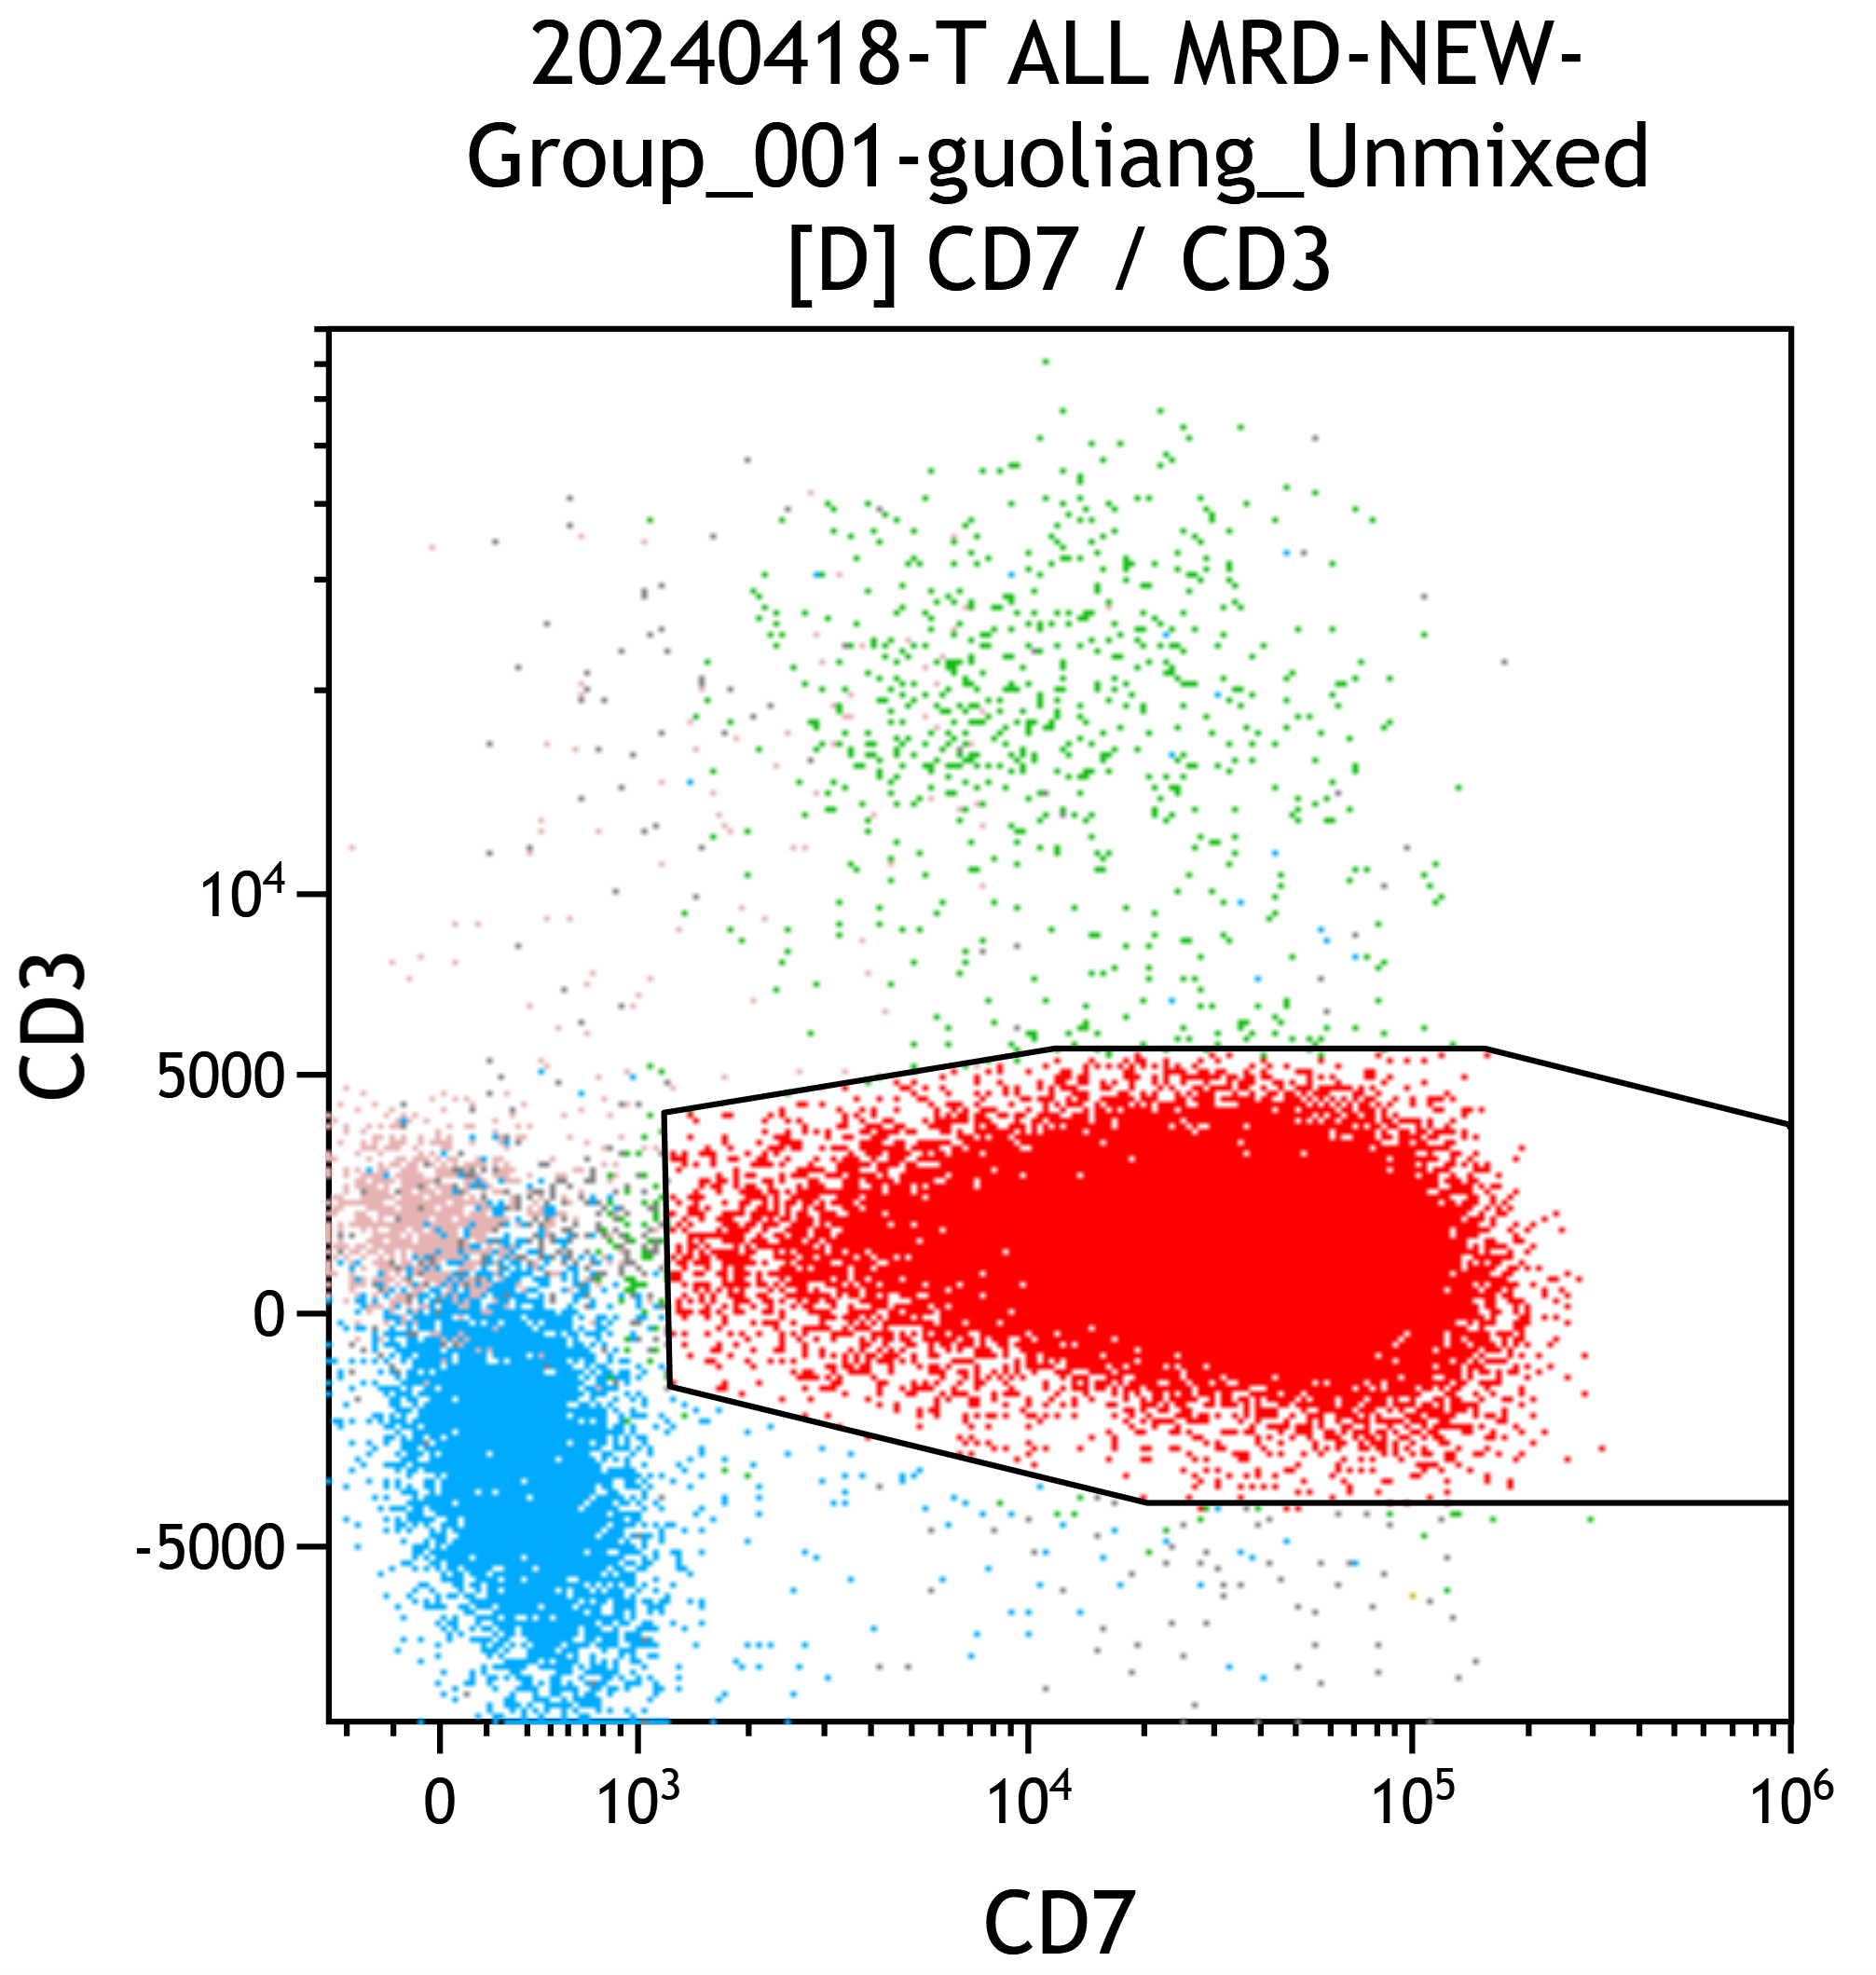 20240418-T ALL MRD-NEW-
Group_001-guoliang_Unmixed
[D] CD7 / CD3
CD3
10⁴
5000
0
-5000
0 10³ 10⁴ 10⁵ 10⁶
CD7